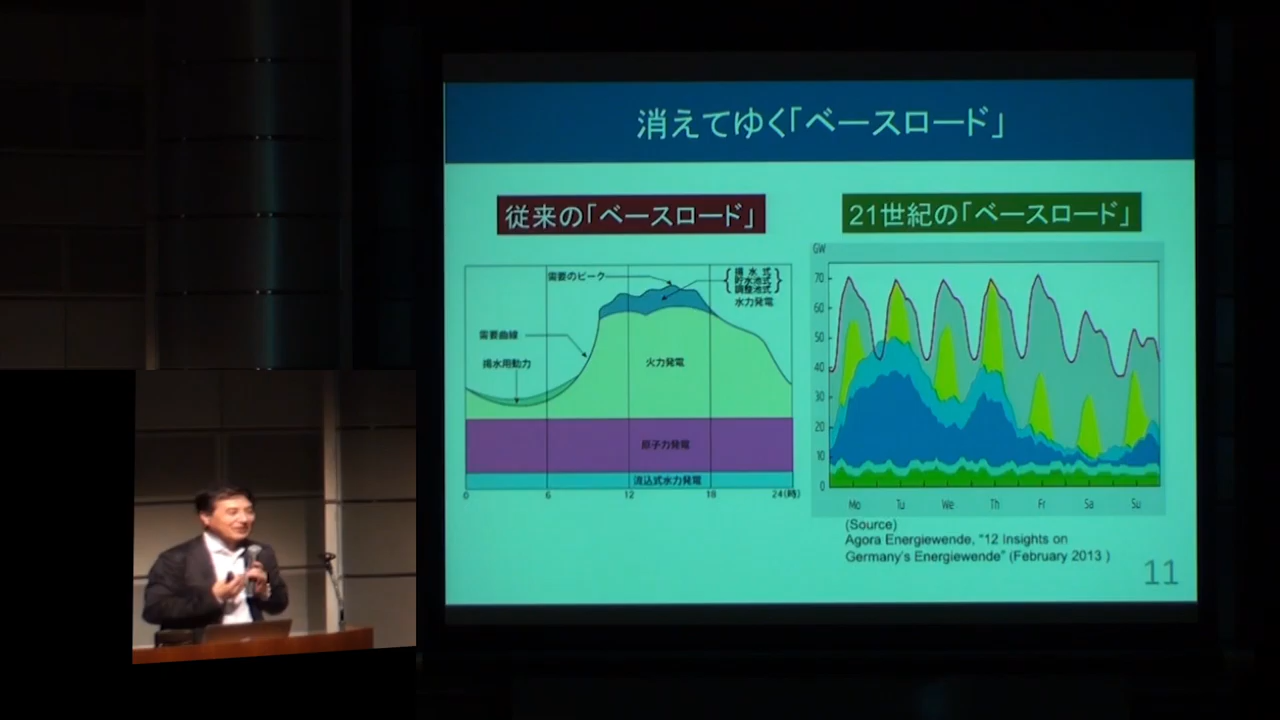 消えてゆく「ベースロード」
従来の「ベースロード」
需要のピーク
揚水式
貯水池式
調整池式
水力発電
需要曲線
揚水用動力
火力発電
原子力発電
流込式水力発電
0 6 12 18 24(時)
21世紀の「ベースロード」
GW
70
60
50
40
30
20
10
0
Mo Tu We Th Fr Sa Su
(Source)
Agora Energiewende, "12 Insights on
Germany's Energiewende" (February 2013 )
11